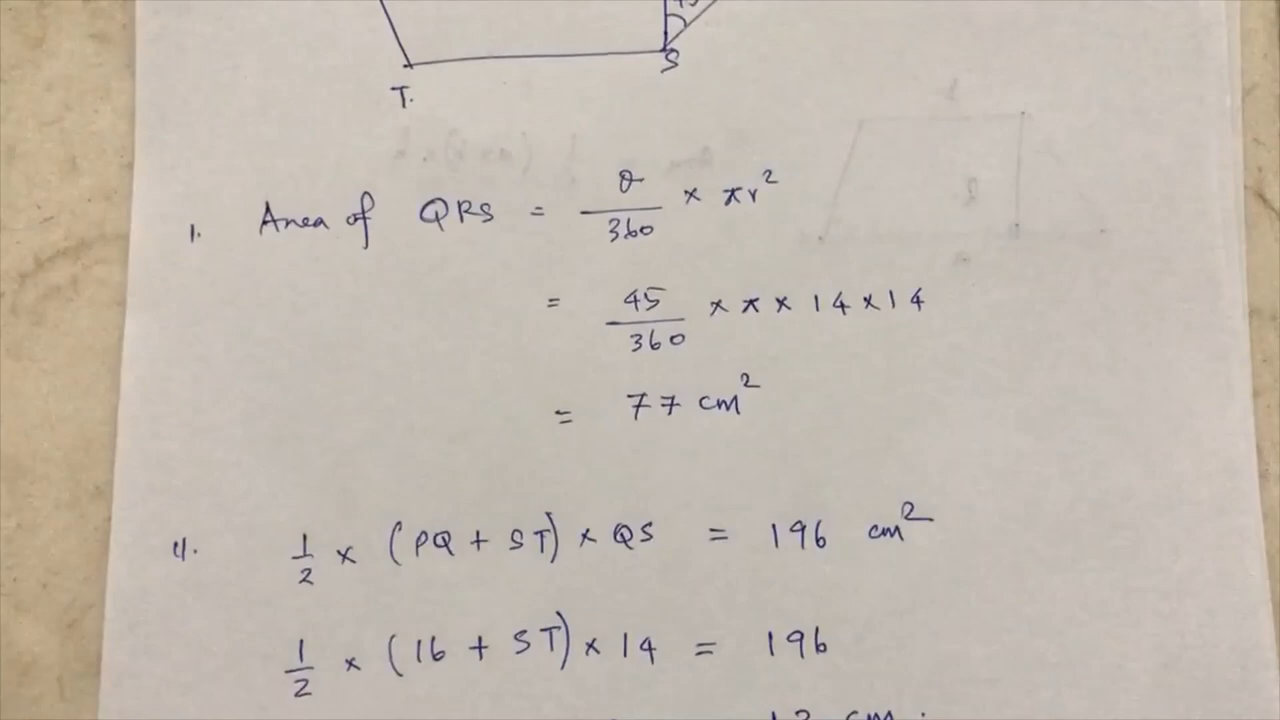 S
T.
1. Area of QRS = θ/360 × πr²
= 45/360 × π × 14 × 14
= 77 cm²
11. 1/2 × (PQ + ST) × QS = 196 cm²
1/2 × (16 + ST) × 14 = 196